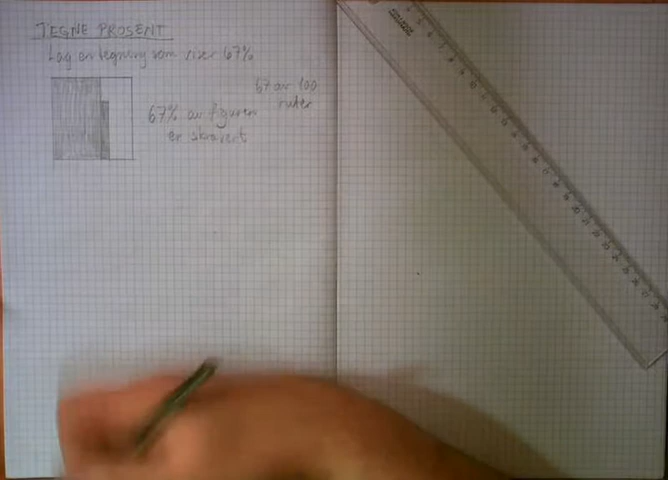 TEGNE PROSENT
Lag en tegning som viser 67%
67 av 100
ruter
67% av figuren
er skravert